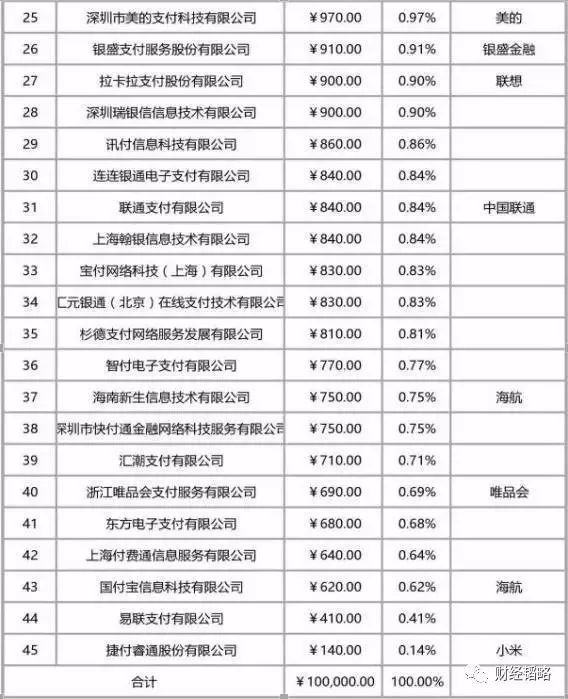 25 深圳市美的支付科技有限公司 ￥970.00 0.97% 美的
26 银盛支付服务股份有限公司 ￥910.00 0.91% 银盛金融
27 拉卡拉支付股份有限公司 ￥900.00 0.90% 联想
28 深圳瑞银信信息技术有限公司 ￥900.00 0.90%
29 讯付信息科技有限公司 ￥860.00 0.86%
30 连连银通电子支付有限公司 ￥840.00 0.84%
31 联通支付有限公司 ￥840.00 0.84% 中国联通
32 上海翰银信息技术有限公司 ￥840.00 0.84%
33 宝付网络科技（上海）有限公司 ￥830.00 0.83%
34 汇元银通（北京）在线支付技术有限公司 ￥830.00 0.83%
35 杉德支付网络服务发展有限公司 ￥810.00 0.81%
36 智付电子支付有限公司 ￥770.00 0.77%
37 海南新生信息技术有限公司 ￥750.00 0.75% 海航
38 深圳市快付通金融网络科技服务有限公司 ￥750.00 0.75%
39 汇潮支付有限公司 ￥710.00 0.71%
40 浙江唯品会支付服务有限公司 ￥690.00 0.69% 唯品会
41 东方电子支付有限公司 ￥680.00 0.68%
42 上海付费通信息服务有限公司 ￥640.00 0.64%
43 国付宝信息科技有限公司 ￥620.00 0.62% 海航
44 易联支付有限公司 ￥410.00 0.41%
45 捷付睿通股份有限公司 ￥140.00 0.14% 小米
合计 ￥100,000.00 100.00%
财经韬略